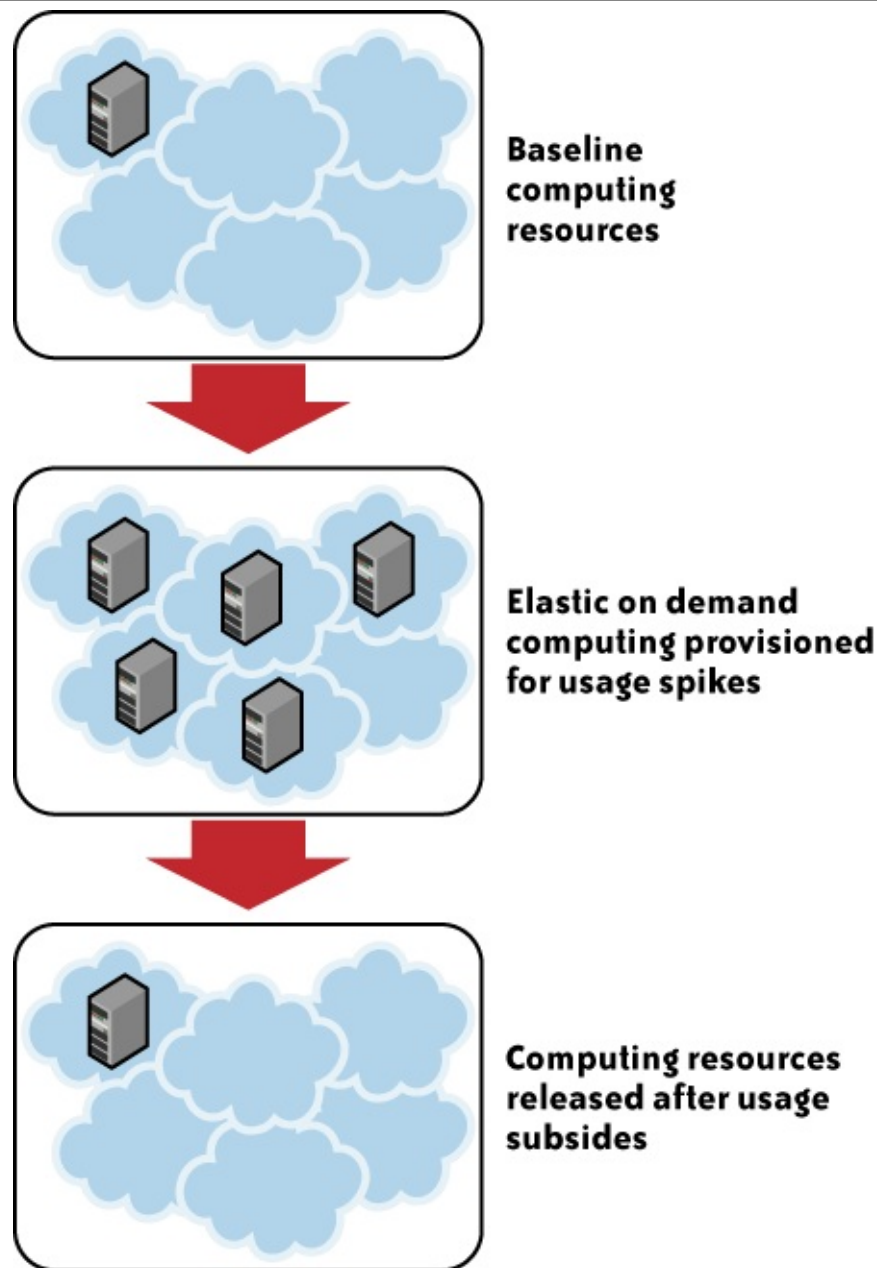 Baseline
computing
resources
Elastic on demand
computing provisioned
for usage spikes
Computing resources
released after usage
subsides